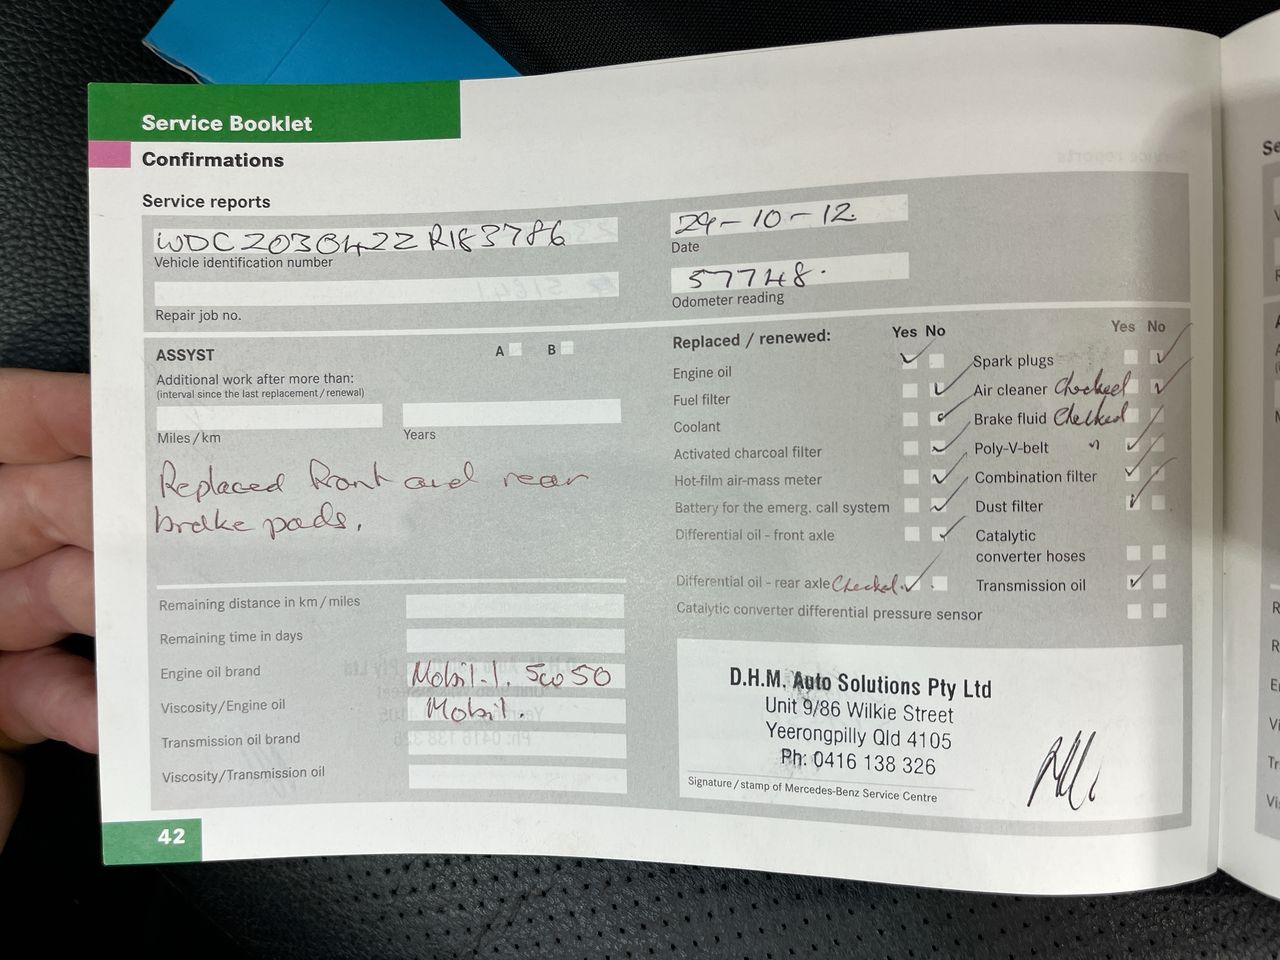 Service Booklet
Confirmations
Service reports
WDC2030422R183786
Vehicle identification number
29-10-12
Date
57748.
Odometer reading
Repair job no.
ASSYST A B
Additional work after more than:
(interval since the last replacement / renewal)
Miles / km Years
Replaced front and rear
brake pads.
Remaining distance in km / miles
Remaining time in days
Engine oil brand Mobil-1. 5w50
Viscosity/Engine oil Mobil.
Transmission oil brand
Viscosity/Transmission oil
Replaced / renewed: Yes No
Engine oil
Fuel filter
Coolant
Activated charcoal filter
Hot-film air-mass meter
Battery for the emerg. call system
Differential oil - front axle
Differential oil - rear axle Checked.
Catalytic converter differential pressure sensor
Yes No
Spark plugs
Air cleaner Checked
Brake fluid Checked
Poly-V-belt "
Combination filter
Dust filter
Catalytic
converter hoses
Transmission oil
D.H.M. Auto Solutions Pty Ltd
Unit 9/86 Wilkie Street
Yeerongpilly Qld 4105
Ph: 0416 138 326
Signature / stamp of Mercedes-Benz Service Centre
42